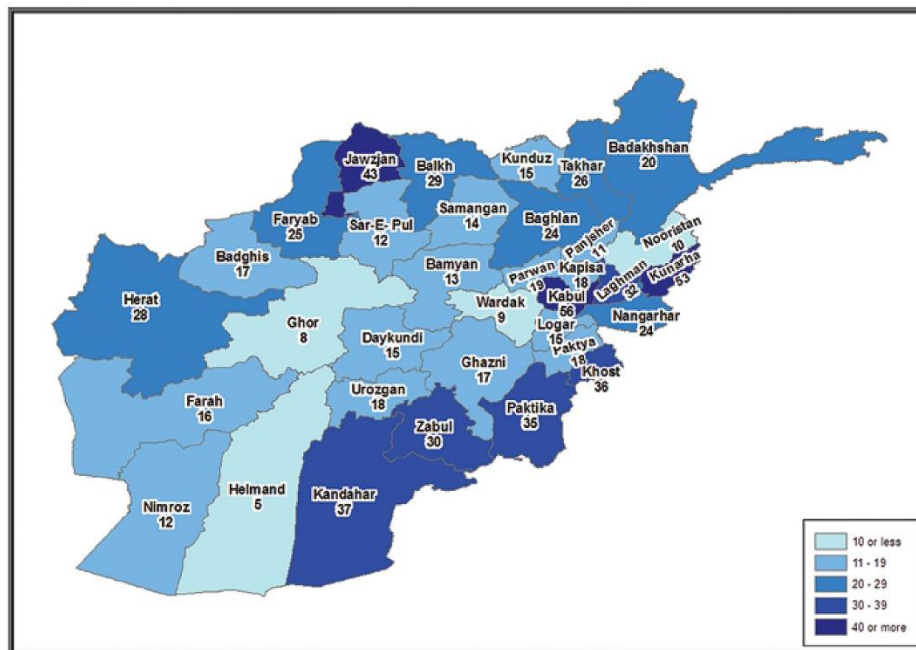 Jawzjan
43
Balkh
29
Kunduz
15
Takhar
26
Badakhshan
20
Faryab
25
Sar-E- Pul
12
Samangan
14
Baghlan
24
Panjsher
11
Nooristan
10
Badghis
17
Bamyan
13
Parwan
19
Kapisa
18
Laghman
32
Kunarha
53
Herat
28
Ghor
8
Wardak
9
Kabul
56
Nangarhar
24
Logar
15
Daykundi
15
Ghazni
17
Paktya
18
Khost
36
Farah
16
Urozgan
18
Zabul
30
Paktika
35
Nimroz
12
Helmand
5
Kandahar
37
10 or less
11 - 19
20 - 29
30 - 39
40 or more